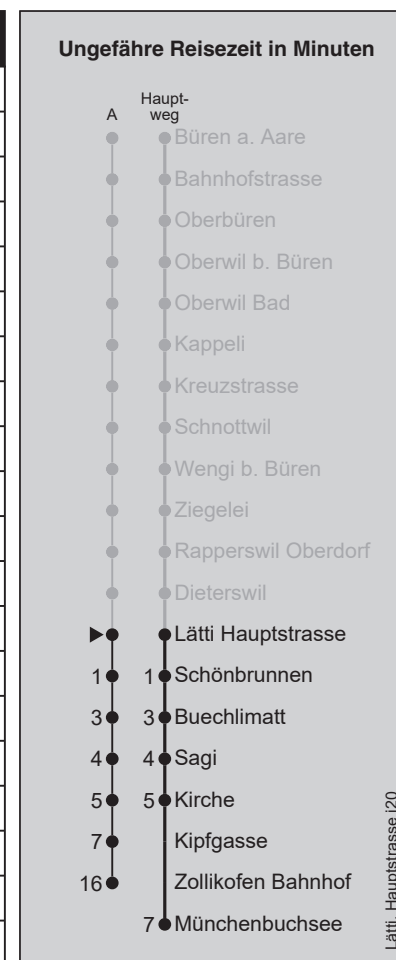 Ungefähre Reisezeit in Minuten
A
Haupt-
weg
Büren a. Aare
Bahnhofstrasse
Oberbüren
Oberwil b. Büren
Oberwil Bad
Kappeli
Kreuzstrasse
Schnottwil
Wengi b. Büren
Ziegelei
Rapperswil Oberdorf
Dieterswil
Lätti Hauptstrasse
1 1 Schönbrunnen
3 3 Buechlimatt
4 4 Sagi
5 5 Kirche
7 Kipfgasse
16 Zollikofen Bahnhof
7 Münchenbuchsee
Lätti, Hauptstrasse j20